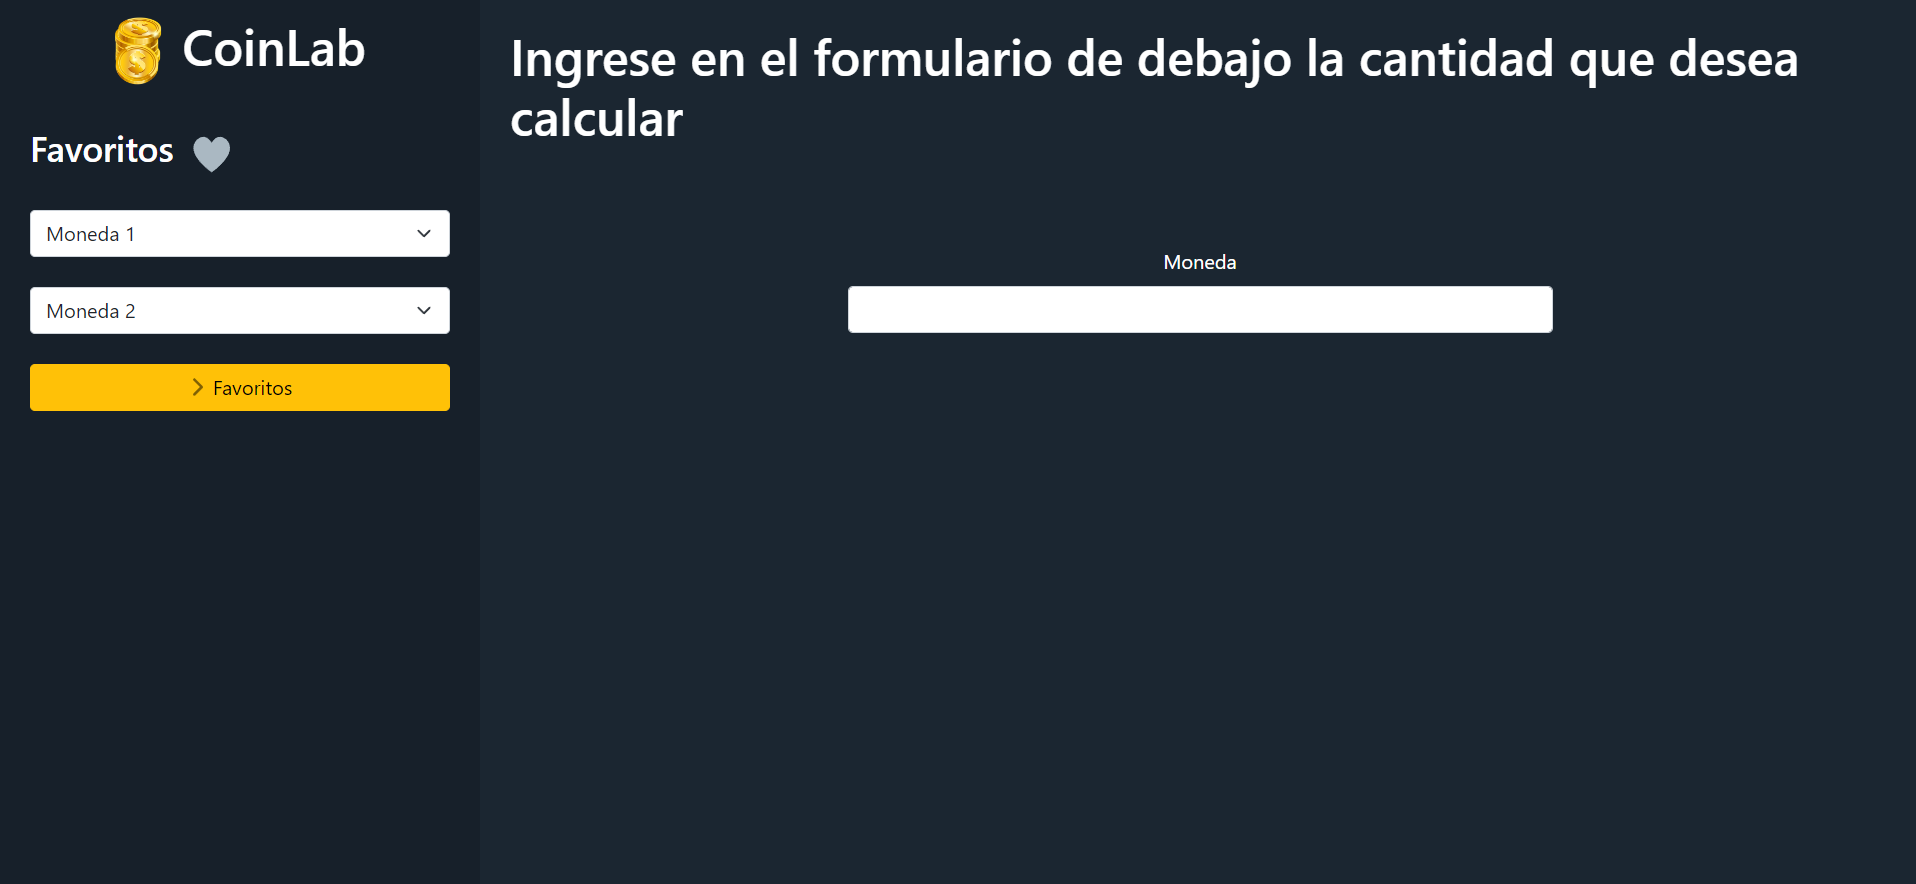 CoinLab
Favoritos
Moneda 1
Moneda 2
Favoritos
Ingrese en el formulario de debajo la cantidad que desea
calcular
Moneda